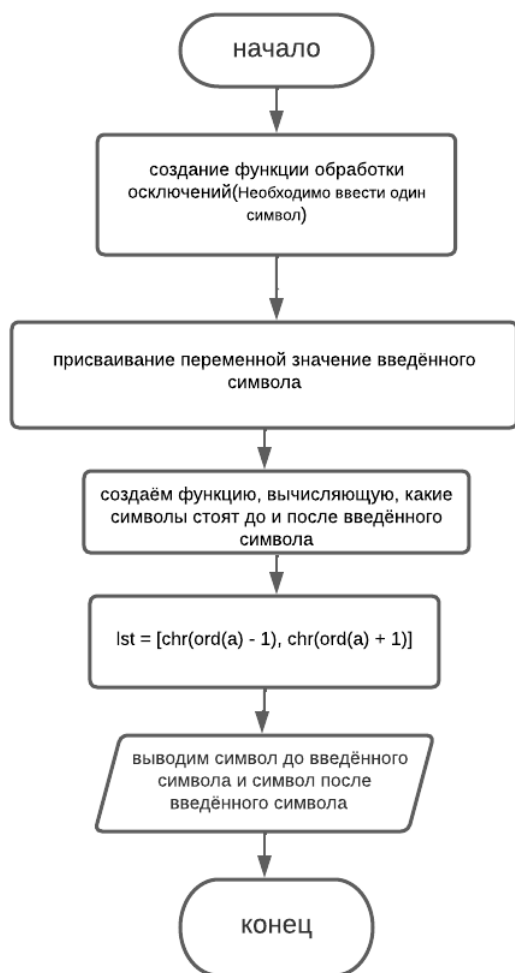 начало
создание функции обработки
осключений(Необходимо ввести один
символ)
присваивание переменной значение введённого
символа
создаём функцию, вычисляющую, какие
символы стоят до и после введённого
символа
lst = [chr(ord(a) - 1), chr(ord(a) + 1)]
выводим символ до введённого
символа и символ после
введённого символа
конец